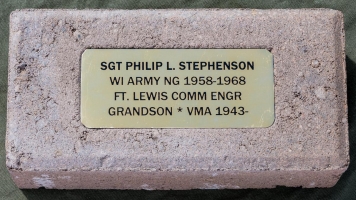 SGT PHILIP L. STEPHENSON
WI ARMY NG 1958-1968
FT. LEWIS COMM ENGR
GRANDSON * VMA 1943-